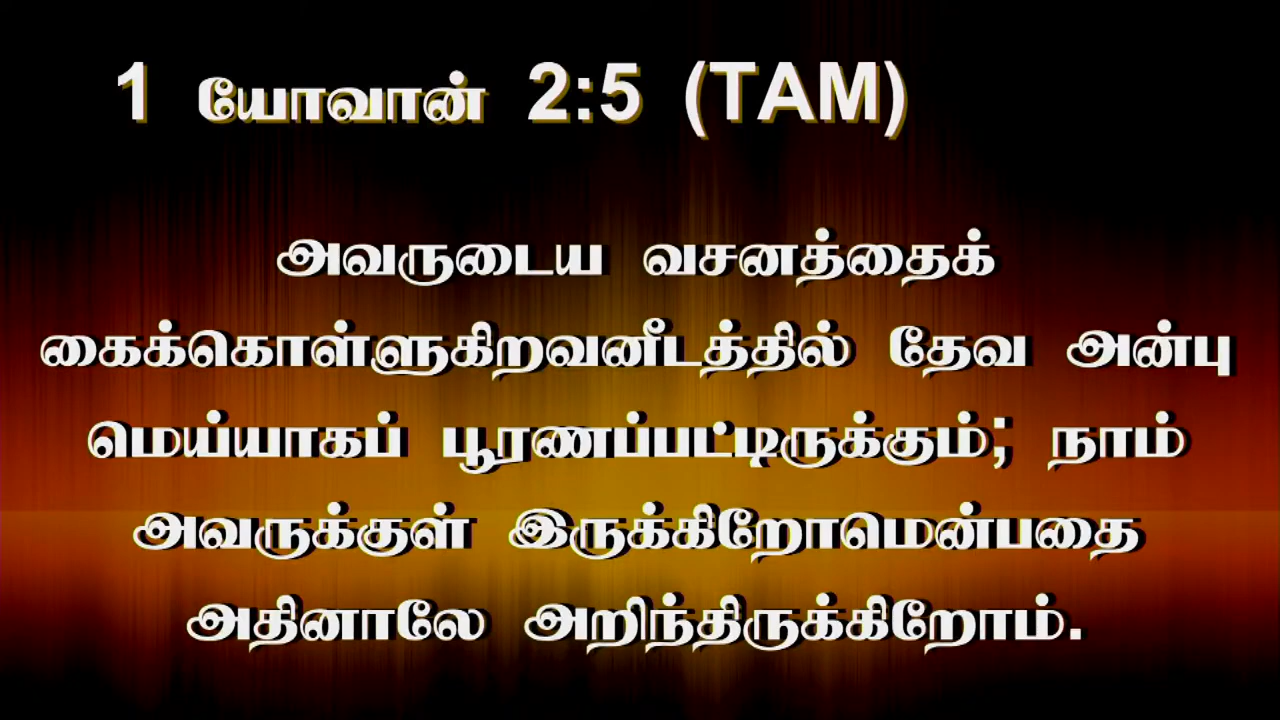 1 யோவான் 2:5 (TAM)
அவருடைய வசனத்தைக்
கைக்கொள்ளுகிறவனீடத்தில் தேவ அன்பு
மெய்யாகப் பூரணப்பட்டிருக்கும்; நாம்
அவருக்குள் இருக்கிறோமென்பதை
அதினாலே அறிந்திருக்கிறோம்.